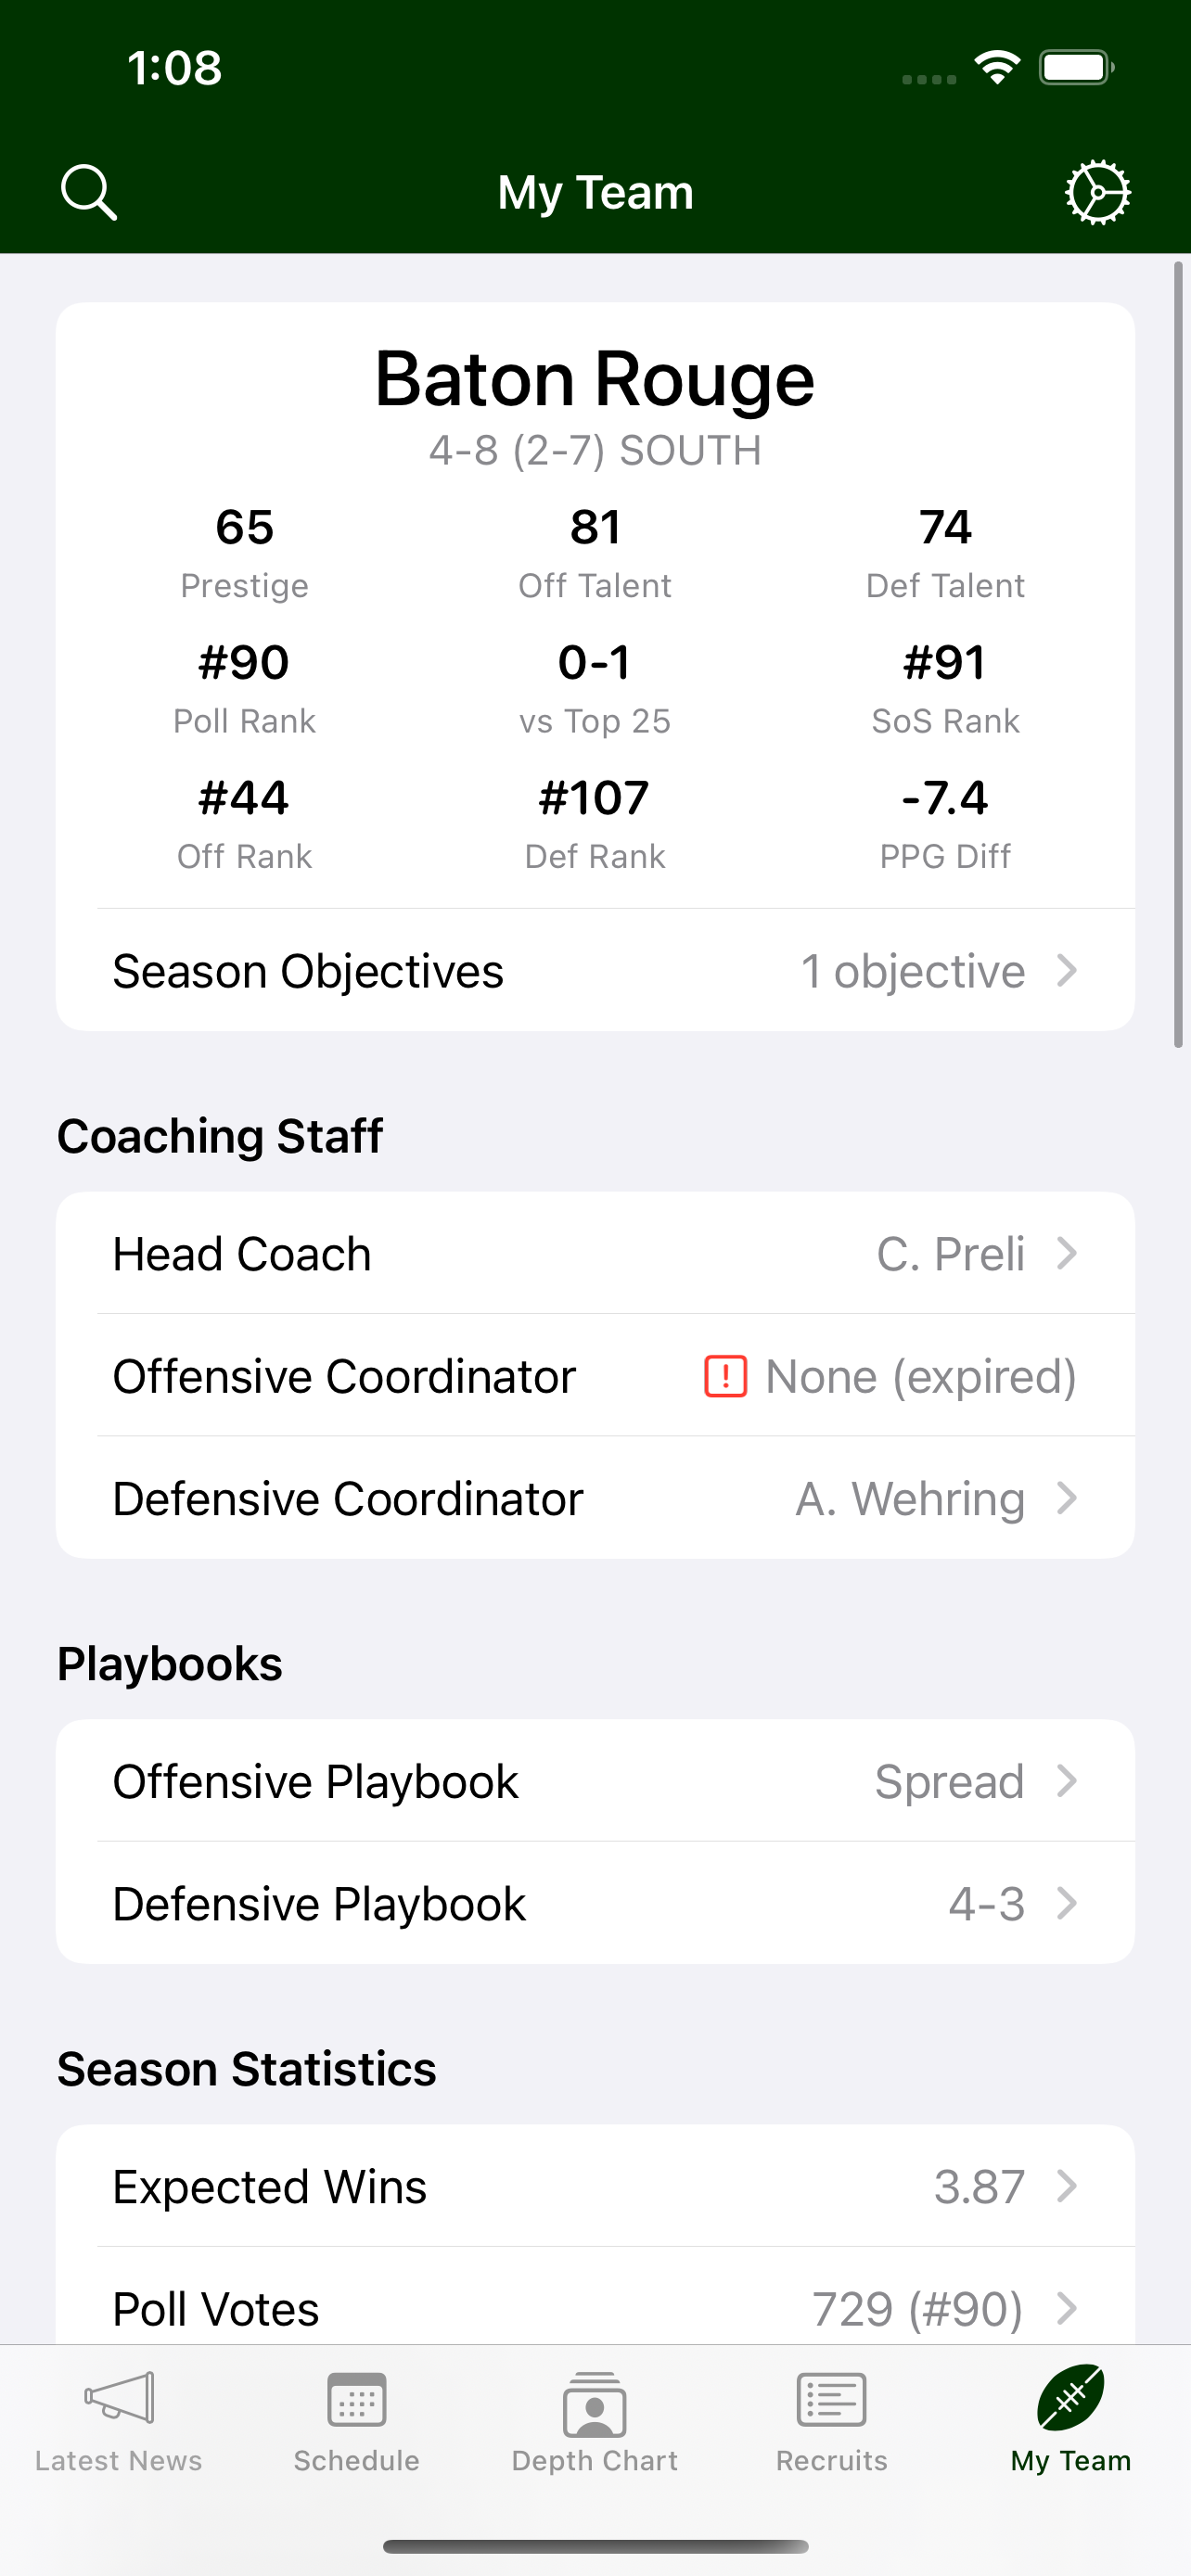 1:08
My Team
Baton Rouge
4-8 (2-7) SOUTH
65 81 74
Prestige Off Talent Def Talent
#90 0-1 #91
Poll Rank vs Top 25 SoS Rank
#44 #107 -7.4
Off Rank Def Rank PPG Diff
Season Objectives 1 objective
Coaching Staff
Head Coach C. Preli
Offensive Coordinator ! None (expired)
Defensive Coordinator A. Wehring
Playbooks
Offensive Playbook Spread
Defensive Playbook 4-3
Season Statistics
Expected Wins 3.87
Poll Votes 729 (#90)
Latest News Schedule Depth Chart Recruits My Team